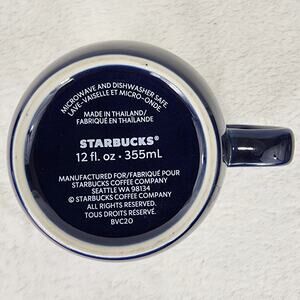 MICROWAVE AND DISHWASHER SAFE
LAVE-VAISELLE ET MICRO-ONDE
MADE IN THAILAND/
FABRIQUÉ EN THAÏLANDE
STARBUCKS®
12 fl. oz · 355mL
MANUFACTURED FOR/FABRIQUÉ POUR
STARBUCKS COFFEE COMPANY
SEATTLE WA 98134
© STARBUCKS COFFEE COMPANY
ALL RIGHTS RESERVED.
TOUS DROITS RÉSERVÉ.
BVC20